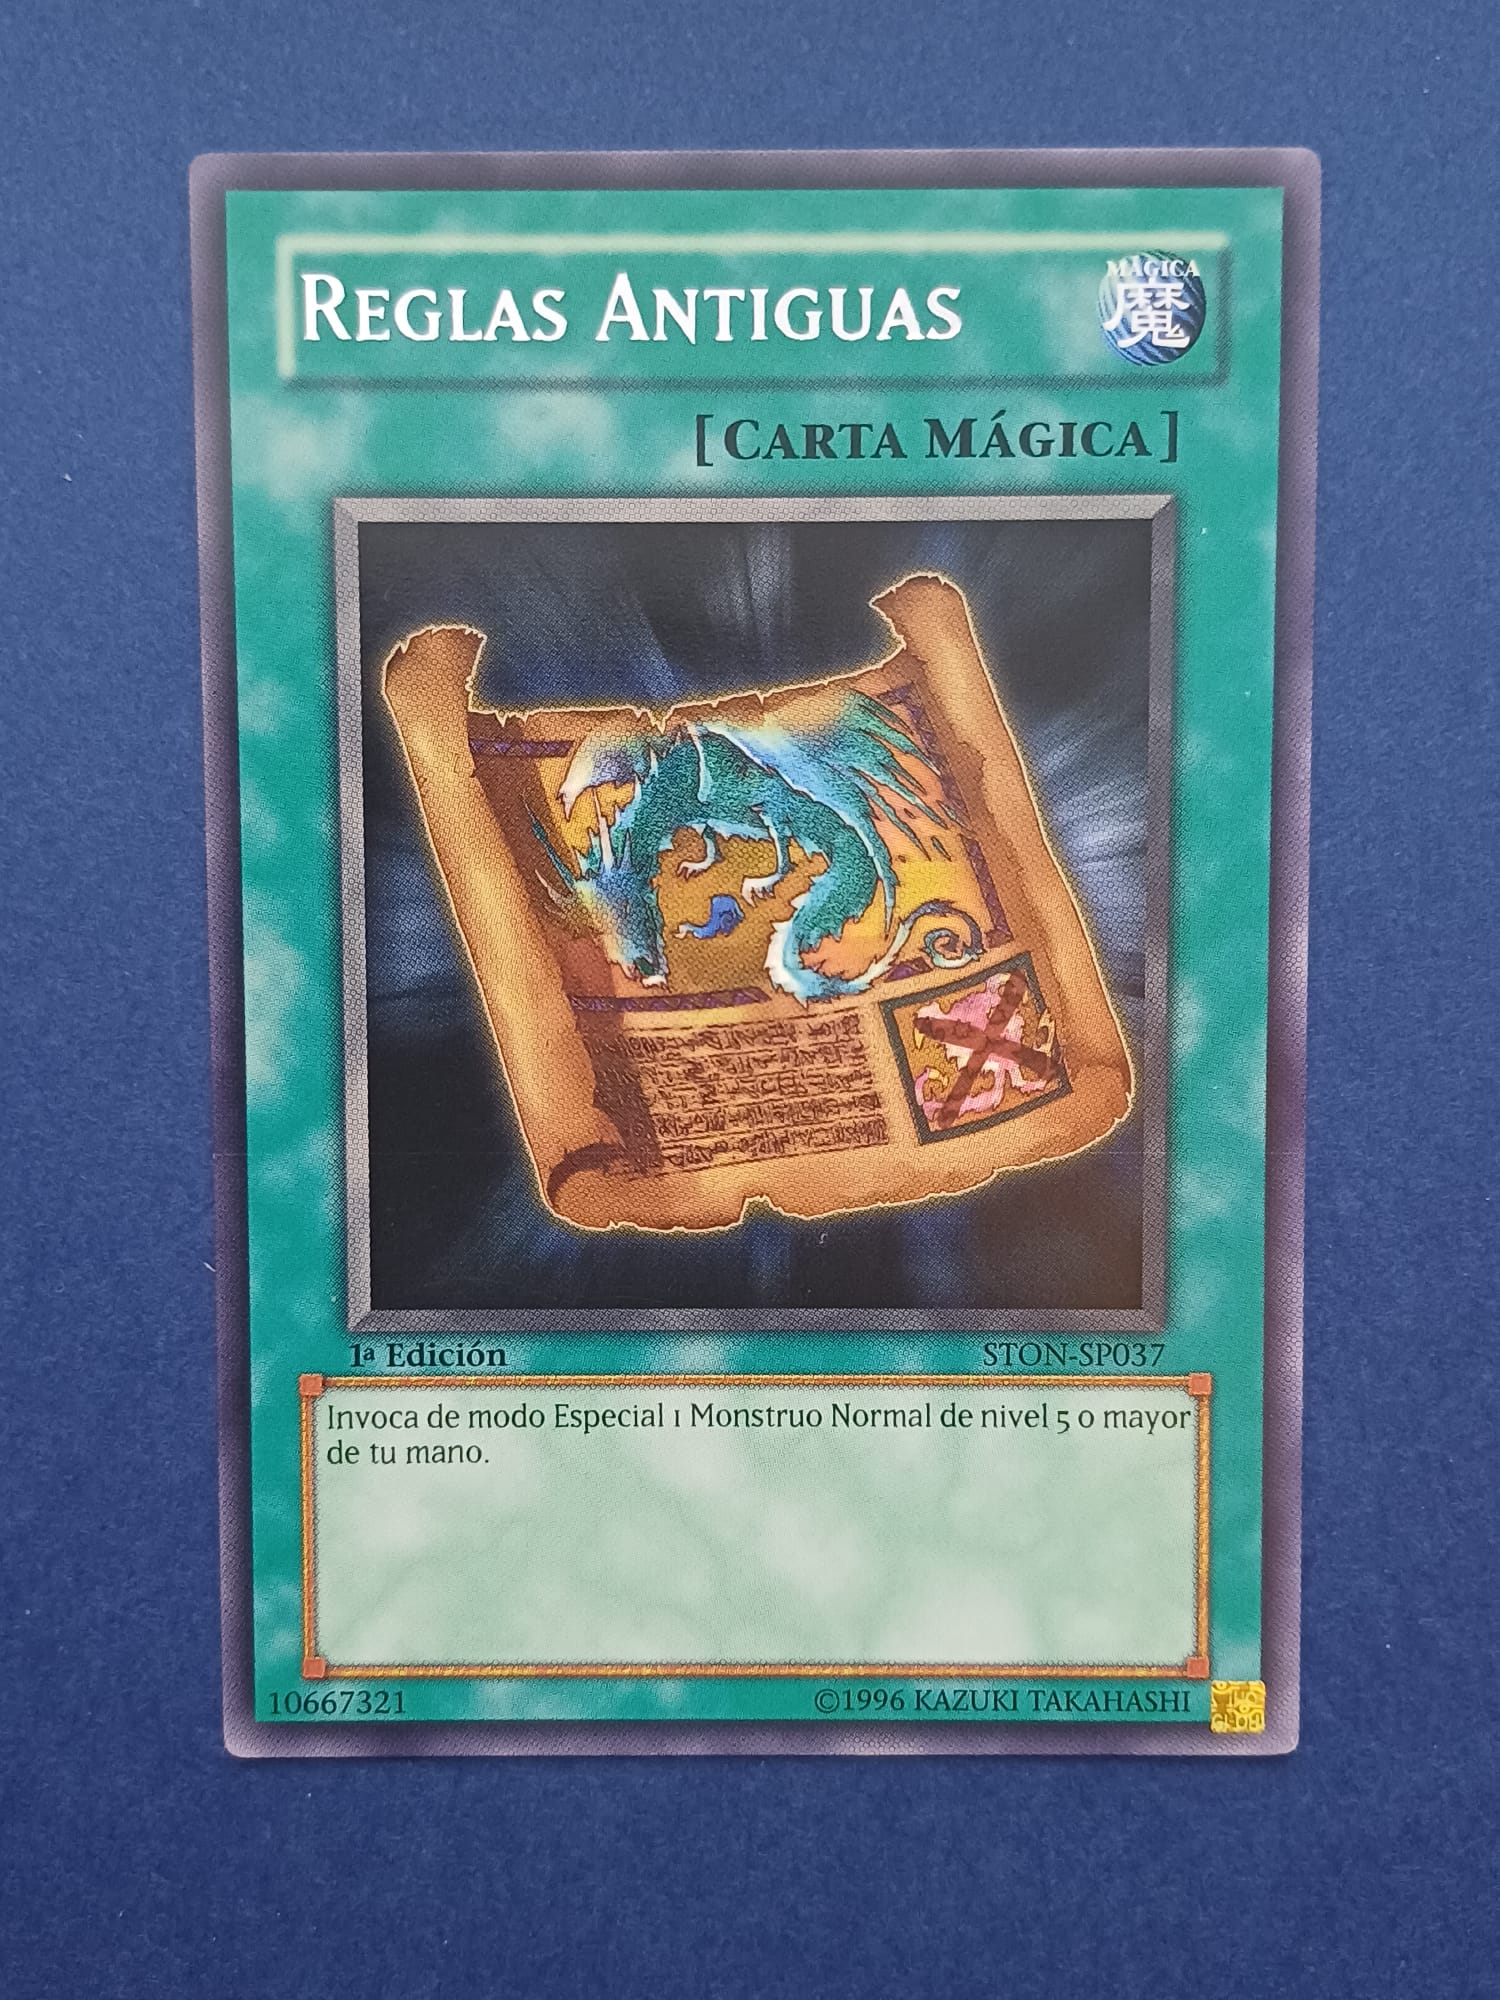 REGLAS ANTIGUAS
MÁGICA
魔
[CARTA MÁGICA]
1ª Edición
STON-SP037
Invoca de modo Especial 1 Monstruo Normal de nivel 5 o mayor
de tu mano.
10667321
©1996 KAZUKI TAKAHASHI